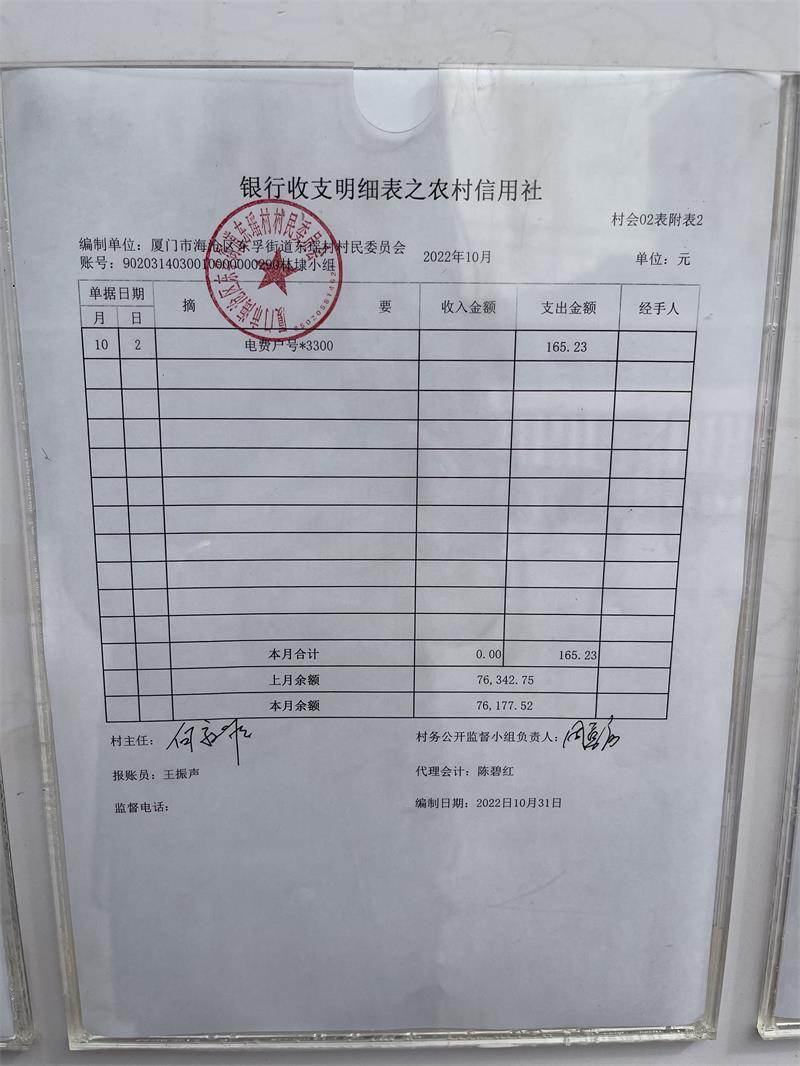 银行收支明细表之农村信用社
村会02表附表2
编制单位：厦门市海沧区东孚街道东瑶村村民委员会
2022年10月
单位：元
账号：9020314030010000000290林埭小组
单据日期 摘 要 收入金额 支出金额 经手人
月 日
10 2 电费户号*3300 165.23
本月合计 0.00 165.23
上月余额 76,342.75
本月余额 76,177.52
村主任：
村务公开监督小组负责人：
报账员：王振声
代理会计：陈碧红
监督电话：
编制日期：2022日10月31日